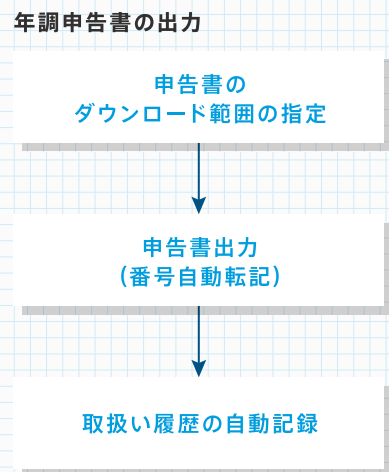 年調申告書の出力
申告書の
ダウンロード範囲の指定
申告書出力
(番号自動転記)
取扱い履歴の自動記録